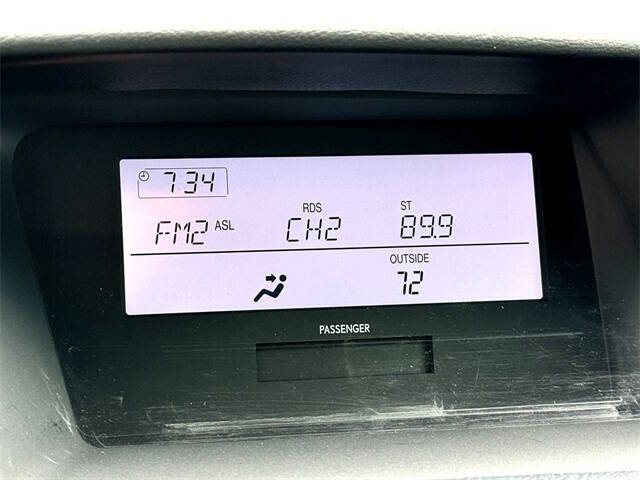 7:34
RDS ST
FM2 ASL CH2 89.9
OUTSIDE
72
PASSENGER